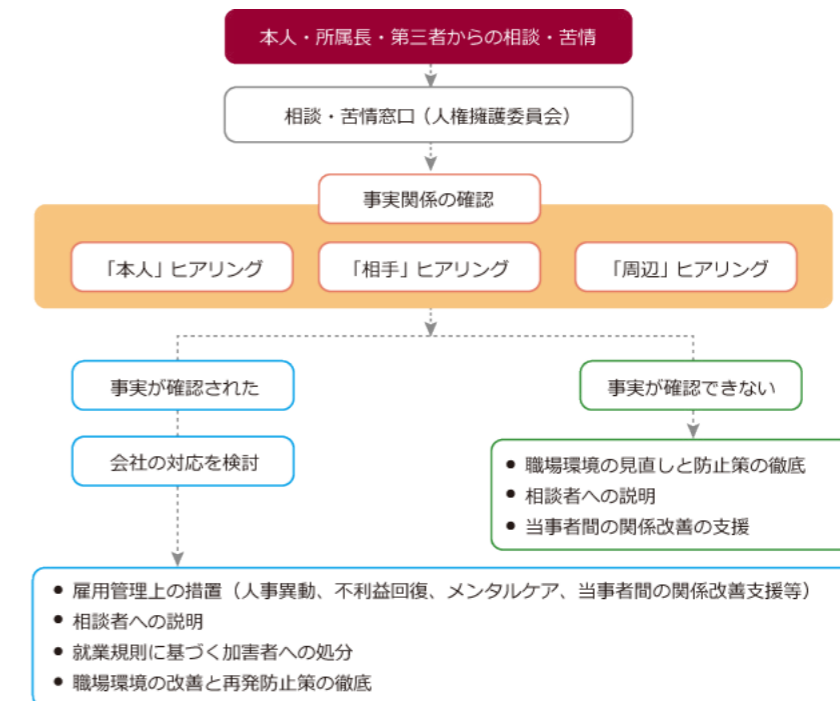 本人・所属長・第三者からの相談・苦情
相談・苦情窓口（人権擁護委員会）
事実関係の確認
「本人」ヒアリング
「相手」ヒアリング
「周辺」ヒアリング
事実が確認された
事実が確認できない
会社の対応を検討
• 職場環境の見直しと防止策の徹底
• 相談者への説明
• 当事者間の関係改善の支援
• 雇用管理上の措置（人事異動、不利益回復、メンタルケア、当事者間の関係改善支援等）
• 相談者への説明
• 就業規則に基づく加害者への処分
• 職場環境の改善と再発防止策の徹底